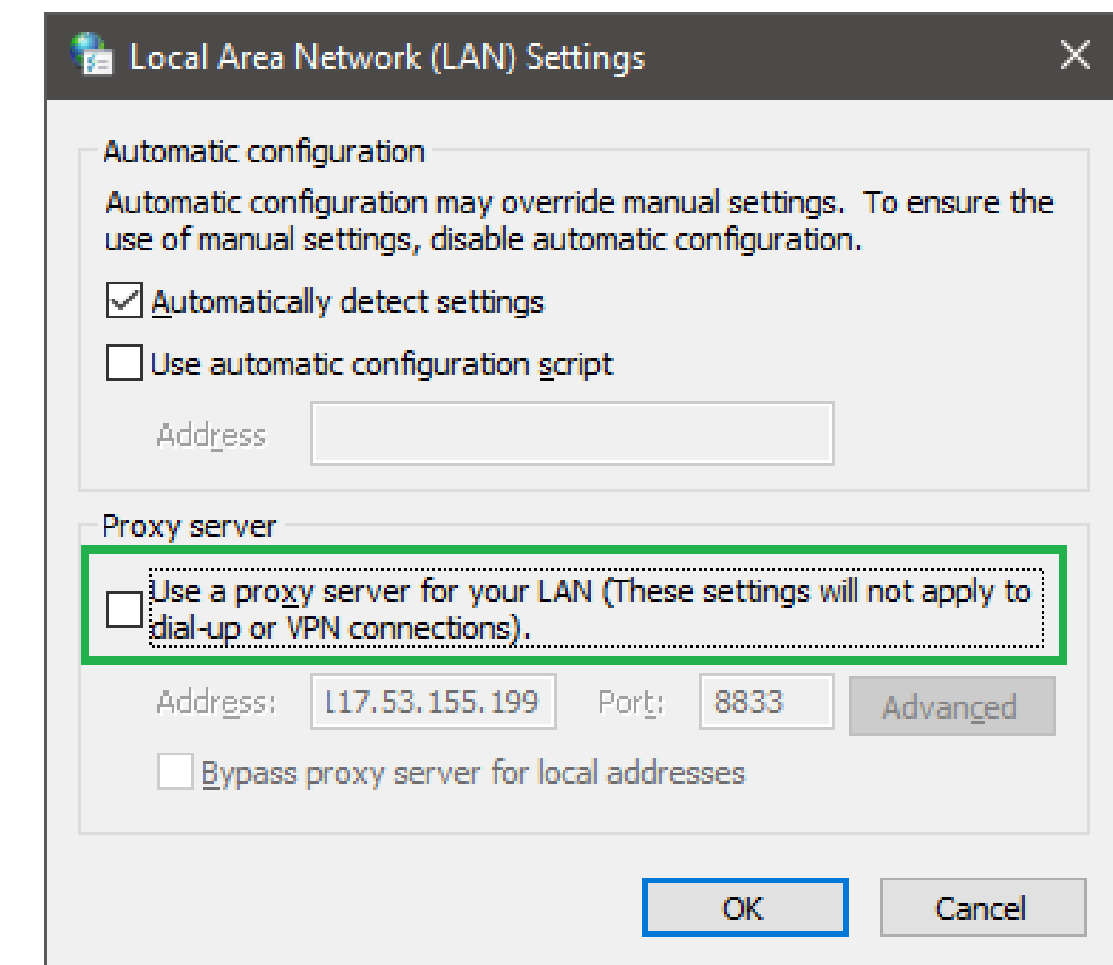 Local Area Network (LAN) Settings
Automatic configuration
Automatic configuration may override manual settings. To ensure the
use of manual settings, disable automatic configuration.
Automatically detect settings
Use automatic configuration script
Address
Proxy server
Use a proxy server for your LAN (These settings will not apply to
dial-up or VPN connections).
Address: 117.53.155.199 Port: 8833 Advanced
Bypass proxy server for local addresses
OK Cancel